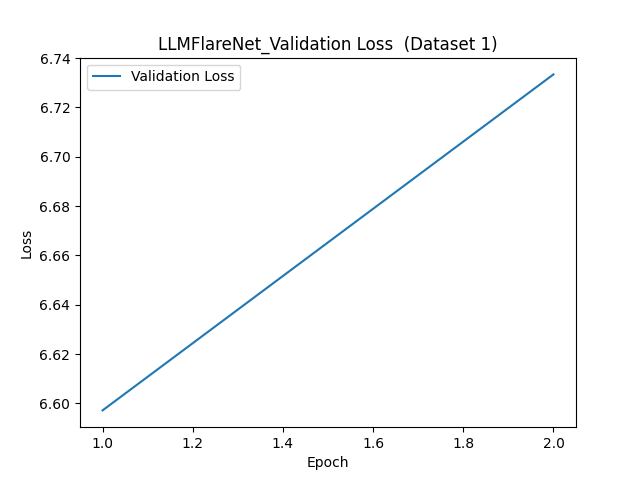 LLMFlareNet_Validation Loss  (Dataset 1)
Validation Loss
Loss
6.74
6.72
6.70
6.68
6.66
6.64
6.62
6.60
1.0 1.2 1.4 1.6 1.8 2.0
Epoch